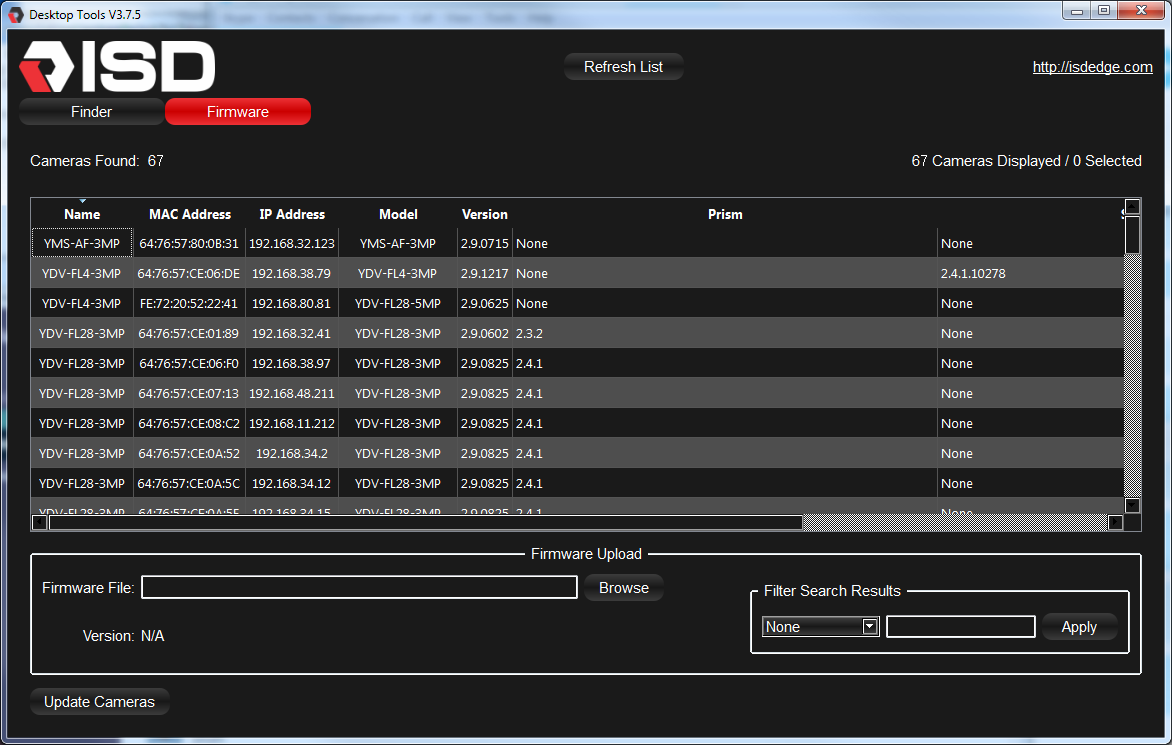 Desktop Tools V3.7.5
ISD
Refresh List
http://isdedge.com
Finder Firmware
Cameras Found: 67
67 Cameras Displayed / 0 Selected
Name MAC Address IP Address Model Version Prism
YMS-AF-3MP 64:76:57:80:0B:31 192.168.32.123 YMS-AF-3MP 2.9.0715 None None
YDV-FL4-3MP 64:76:57:CE:06:DE 192.168.38.79 YDV-FL4-3MP 2.9.1217 None 2.4.1.10278
YDV-FL4-3MP FE:72:20:52:22:41 192.168.80.81 YDV-FL28-5MP 2.9.0625 None None
YDV-FL28-3MP 64:76:57:CE:01:89 192.168.32.41 YDV-FL28-3MP 2.9.0602 2.3.2 None
YDV-FL28-3MP 64:76:57:CE:06:F0 192.168.38.97 YDV-FL28-3MP 2.9.0825 2.4.1 None
YDV-FL28-3MP 64:76:57:CE:07:13 192.168.48.211 YDV-FL28-3MP 2.9.0825 2.4.1 None
YDV-FL28-3MP 64:76:57:CE:08:C2 192.168.11.212 YDV-FL28-3MP 2.9.0825 2.4.1 None
YDV-FL28-3MP 64:76:57:CE:0A:52 192.168.34.2 YDV-FL28-3MP 2.9.0825 2.4.1 None
YDV-FL28-3MP 64:76:57:CE:0A:5C 192.168.34.12 YDV-FL28-3MP 2.9.0825 2.4.1 None
YDV-FL28-3MP 192.168.34.15 YDV-FL28-3MP 2.9.0825 2.4.1 None
Firmware Upload
Firmware File: Browse
Version: N/A
Filter Search Results
None Apply
Update Cameras